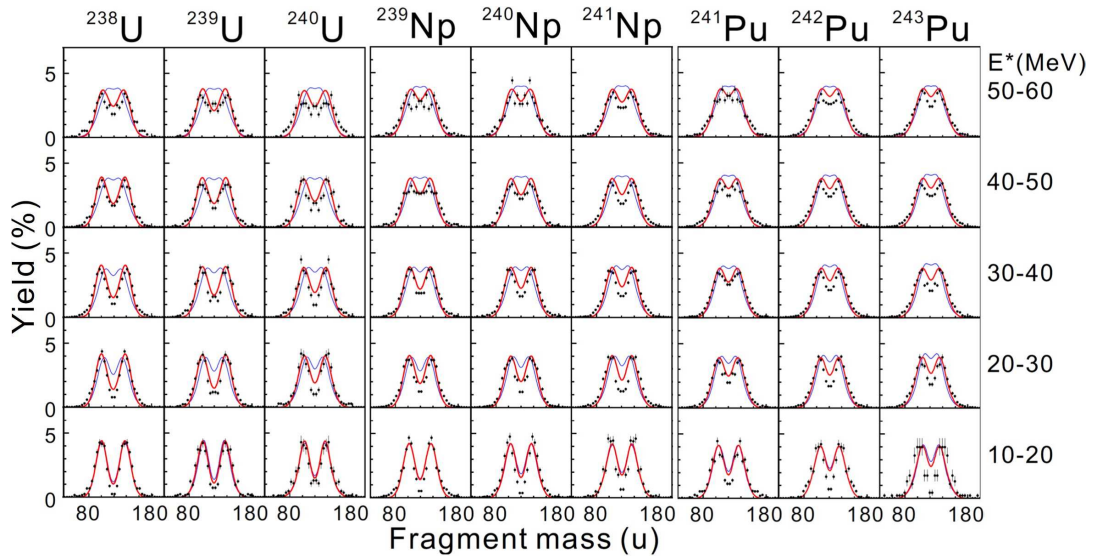 ²³⁸U ²³⁹U ²⁴⁰U ²³⁹Np ²⁴⁰Np ²⁴¹Np ²⁴¹Pu ²⁴²Pu ²⁴³Pu
E*(MeV)
5 50-60
0
5 40-50
0
5 30-40
0
5 20-30
0
5 10-20
0
Yield (%)
80 180 80 180 80 180 80 180 80 180 80 180 80 180 80 180 80 180
Fragment mass (u)